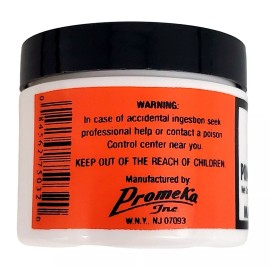 WARNING:
In case of accidental ingestion seek
professional help or contact a poison
Control center near you.
KEEP OUT OF THE REACH OF CHILDREN.
Manufactured by:
Promeko
Inc
W.N.Y. NJ 07093